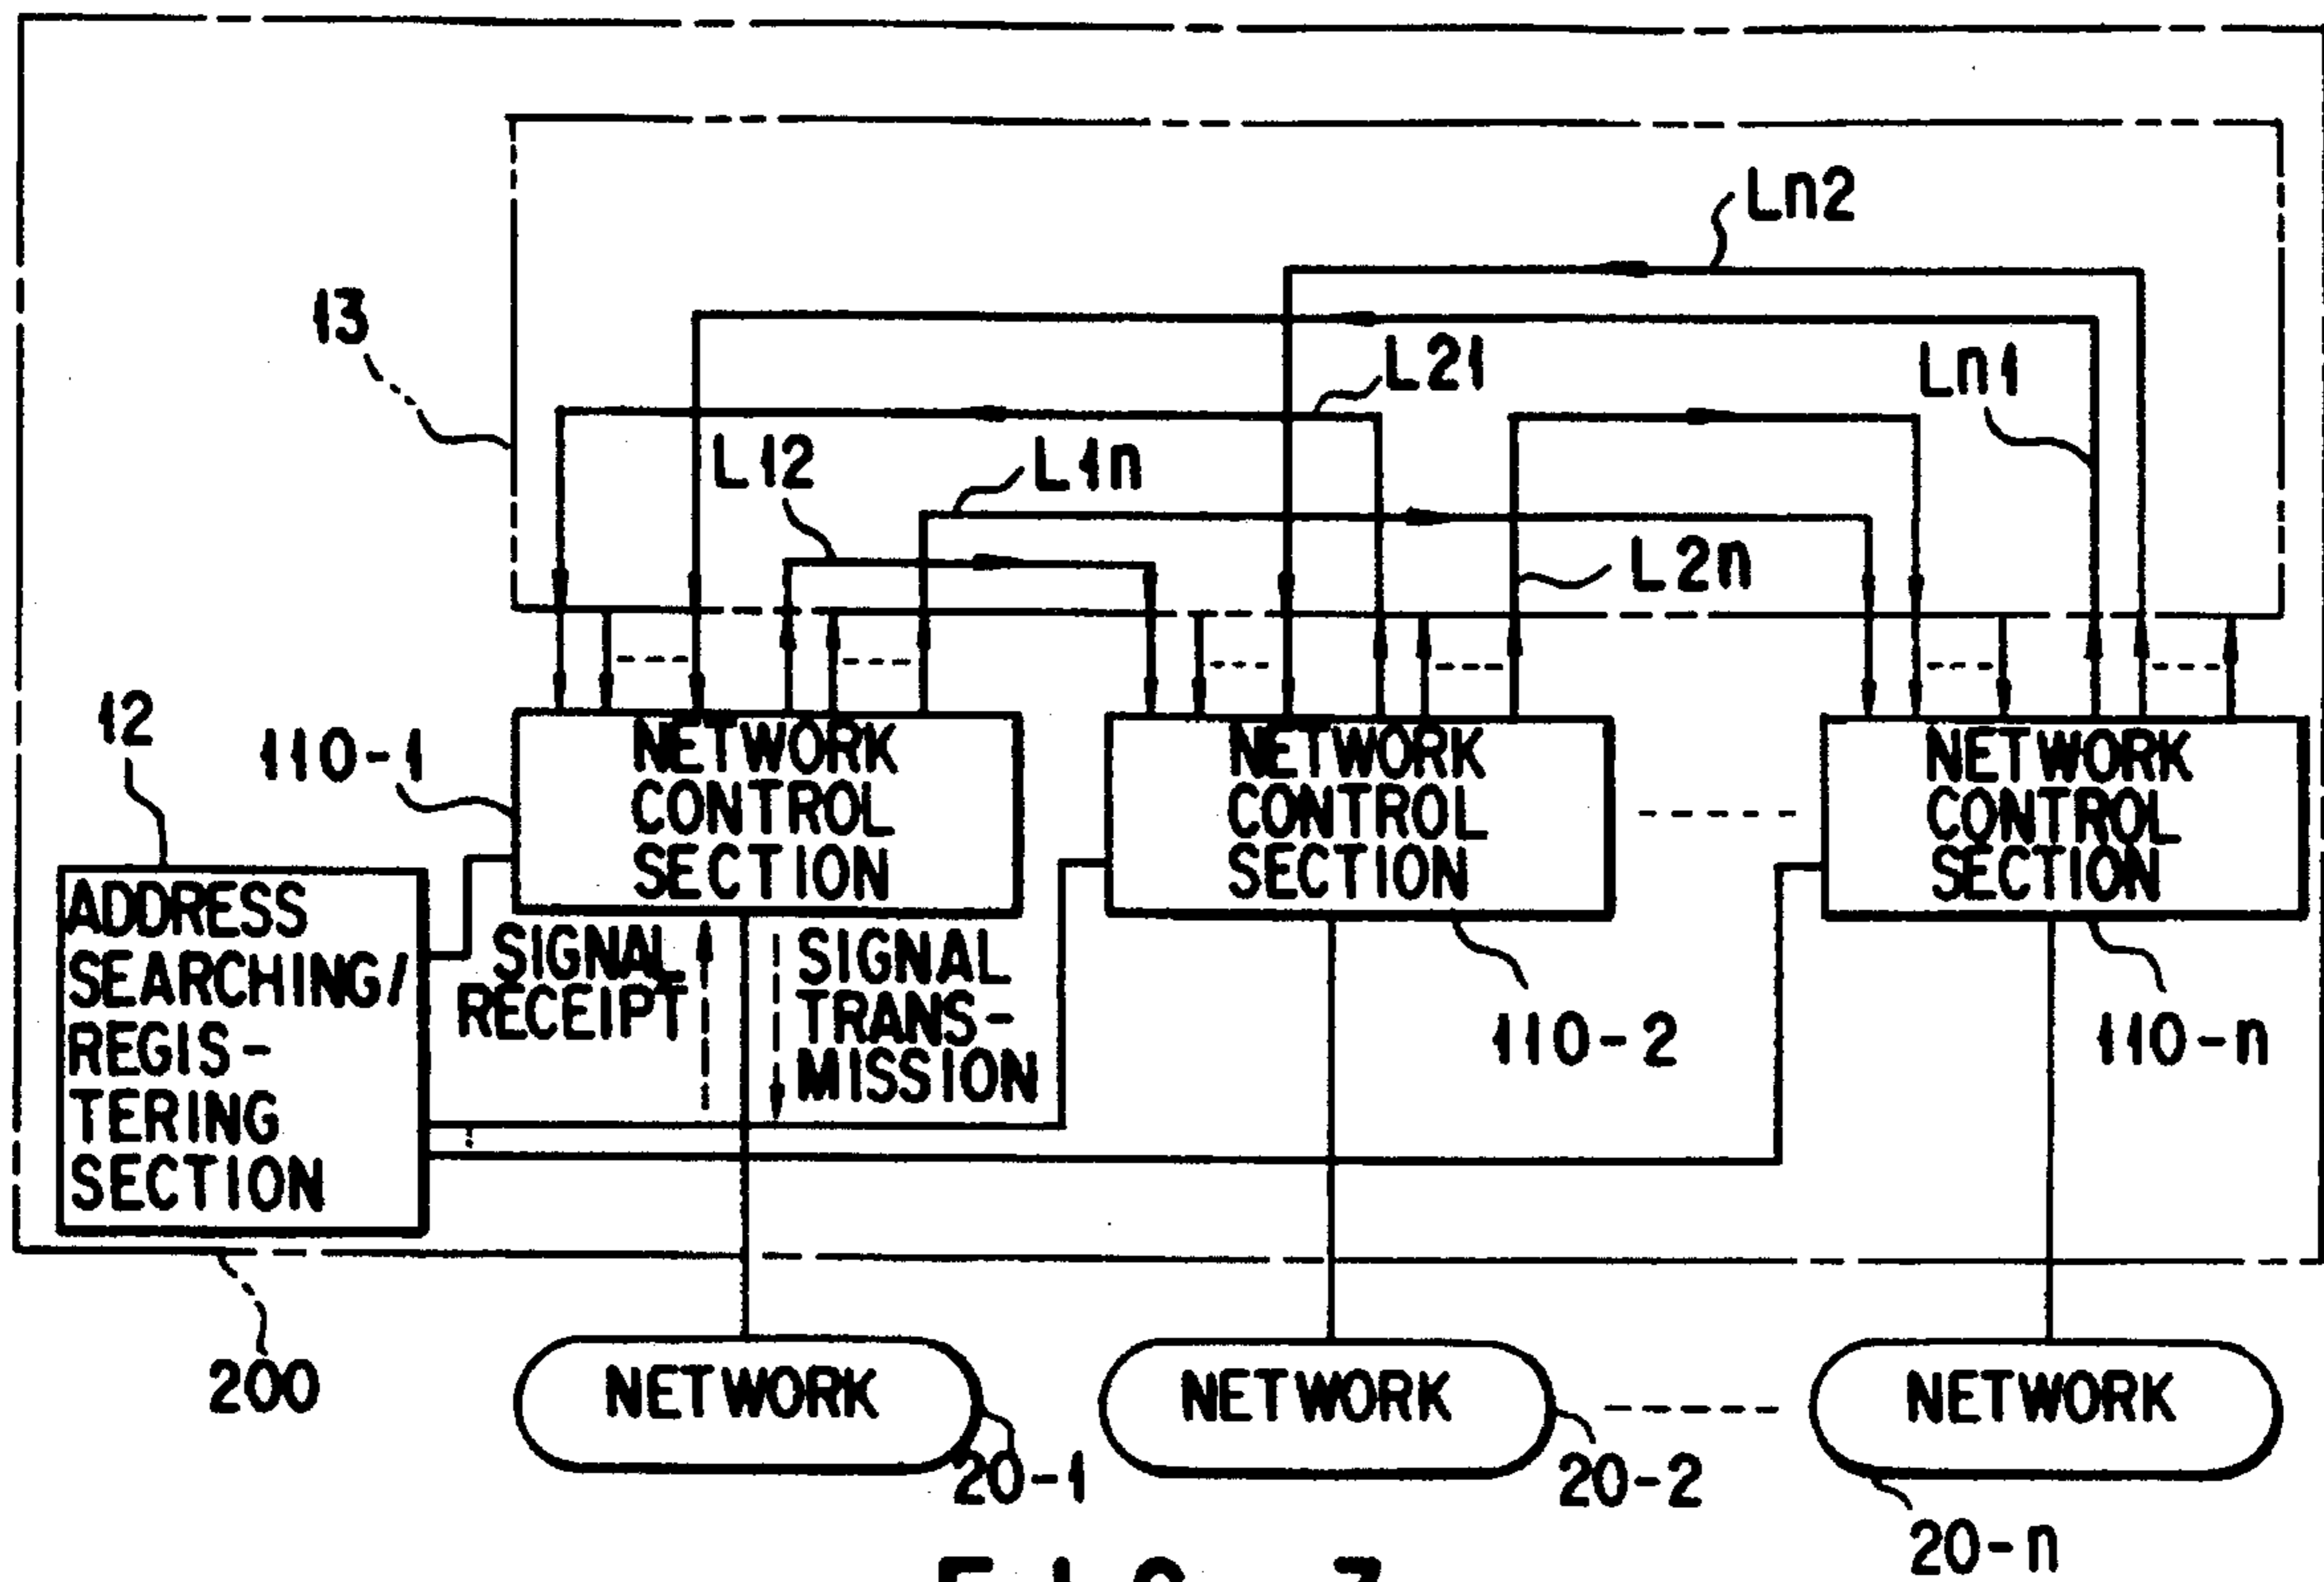 Ln2
13
L21
Ln1
L12
L1n
L2n
12
110-1
NETWORK
CONTROL
SECTION
NETWORK
CONTROL
SECTION
NETWORK
CONTROL
SECTION
ADDRESS
SEARCHING/
REGIS-
TERING
SECTION
SIGNAL
RECEIPT
SIGNAL
TRANS-
MISSION
110-2
110-n
200
NETWORK
NETWORK
NETWORK
20-1
20-2
20-n